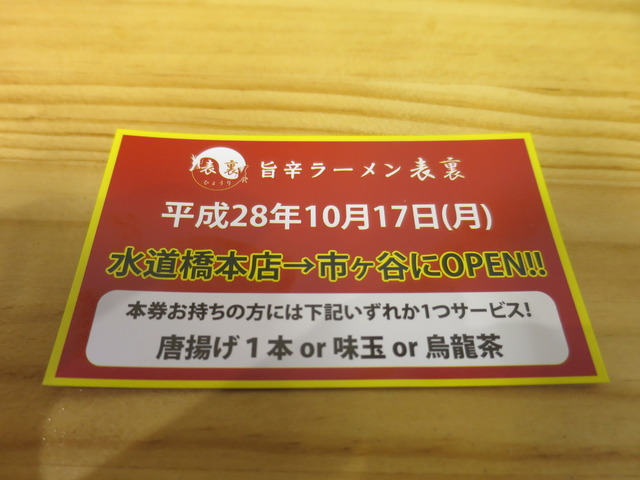 表裏
ひょうり
旨辛ラーメン 表裏
平成28年10月17日(月)
水道橋本店→市ヶ谷にOPEN!!
本券お持ちの方には下記いずれか1つサービス!
唐揚げ1本 or 味玉 or 烏龍茶